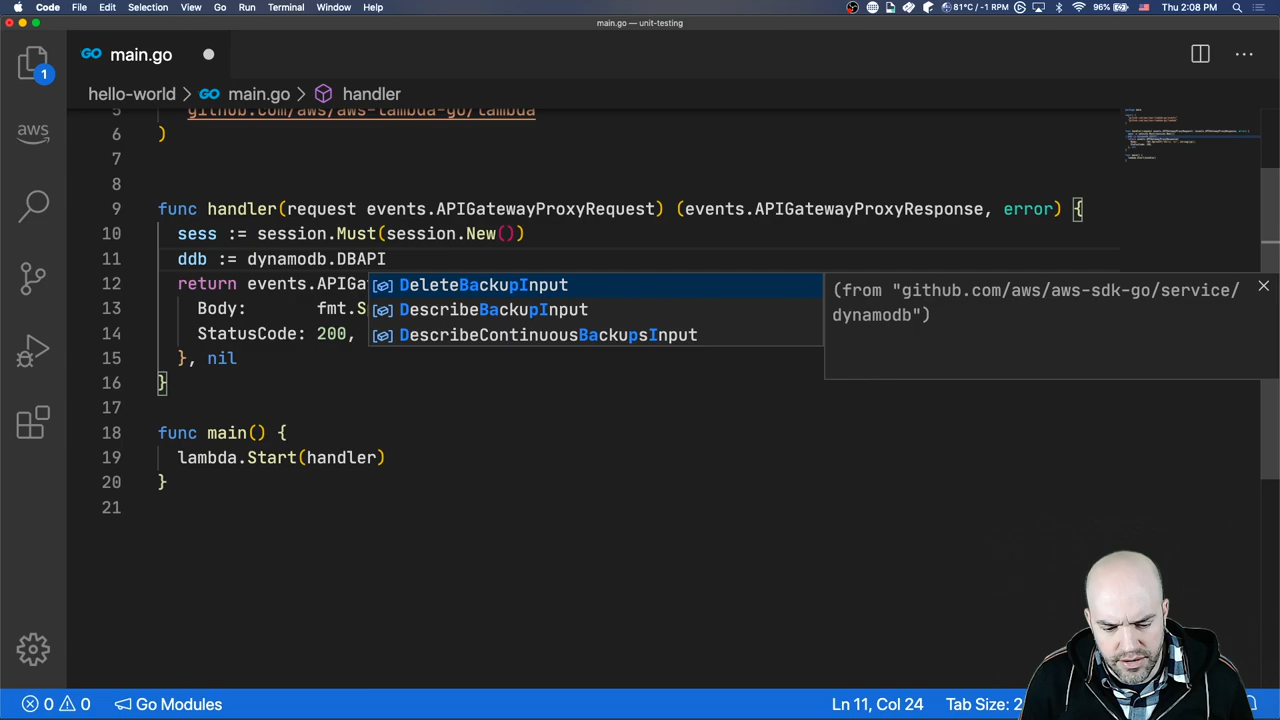 Code File Edit Selection View Go Run Terminal Window Help 81°C/ -1 RPM 96% Thu 2:08 PM
main.go — unit-testing
1
GO main.go
hello-world > GO main.go > handler
aws
5 github.com/aws/aws-lambda-go/lambda
6 )
7
8
9 func handler(request events.APIGatewayProxyRequest) (events.APIGatewayProxyResponse, error) {
10 sess := session.Must(session.New())
11 ddb := dynamodb.DBAPI
12 return events.APIGa
DeleteBackupInput
(from "github.com/aws/aws-sdk-go/service/
13 Body: fmt.S
DescribeBackupInput
dynamodb")
14 StatusCode: 200,
DescribeContinuousBackupsInput
15 }, nil
16 }
17
18 func main() {
19 lambda.Start(handler)
20 }
21
0 0 Go Modules Ln 11, Col 24 Tab Size: 2